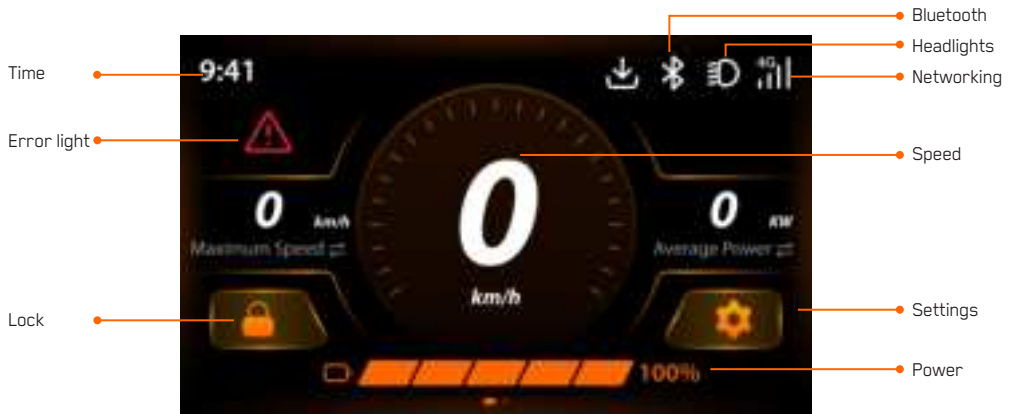 Bluetooth
Headlights
Networking
Time
9:41
4G
Error light
Speed
0
0 km/h
0 KW
Maximum Speed
Average Power
km/h
Lock
Settings
100%
Power